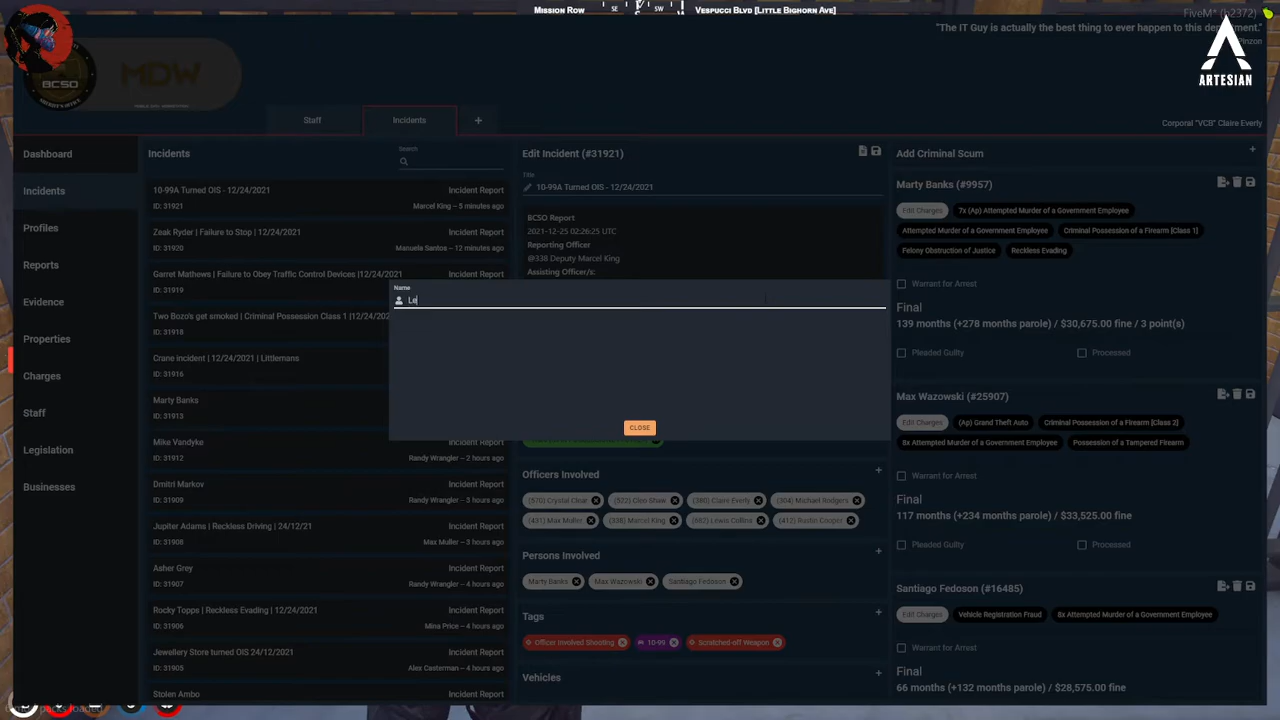 Mission Row
SE
SW
Vespucci Blvd [Little Bighorn Ave]
FiveM* (b2372)
"The IT Guy is actually the best thing to ever happen to this department,"
Pinzon
ARTESIAN
BCSO
MDW
Staff
Incidents
+
Corporal "VCB" Claire Everly
Dashboard
Incidents
Profiles
Reports
Evidence
Properties
Charges
Staff
Legislation
Businesses
Incidents
Search
10-99A Turned OIS - 12/24/2021
Incident Report
ID: 31921
Marcel King – 5 minutes ago
Zeak Ryder | Failure to Stop | 12/24/2021
Incident Report
ID: 31920
Manuela Santos – 12 minutes ago
Garret Mathews | Failure to Obey Traffic Control Devices |12/24/2021
ID: 31919
Two Bozo's get smoked | Criminal Possession Class 1 |12/24/202
ID: 31918
Crane incident | 12/24/2021 | Littlemans
ID: 31916
Marty Banks
ID: 31913
Mike Vandyke
Incident Report
ID: 31912
Randy Wrangler – 2 hours ago
Dmitri Markov
Incident Report
ID: 31909
Randy Wrangler – 3 hours ago
Jupiter Adams | Reckless Driving | 24/12/21
Incident Report
ID: 31908
Max Muller – 3 hours ago
Asher Grey
Incident Report
ID: 31907
Randy Wrangler – 4 hours ago
Rocky Topps | Reckless Evading | 12/24/2021
Incident Report
ID: 31906
Mina Price – 4 hours ago
Jewellery Store turned OIS 24/12/2021
Incident Report
ID: 31905
Alex Casterman – 4 hours ago
Stolen Ambo
Incident Report
Edit Incident (#31921)
Title
10-99A Turned OIS - 12/24/2021
BCSO Report
2021-12-25 02:26:25 UTC
Reporting Officer
@338 Deputy Marcel King
Assisting Officer/s:
Name
Le
CLOSE
Officers Involved
+
(570) Crystal Clear
(522) Cleo Shaw
(380) Claire Everly
(304) Michael Rodgers
(431) Max Muller
(338) Marcel King
(682) Lewis Collins
(412) Rustin Cooper
Persons Involved
+
Marty Banks
Max Wazowski
Santiago Fedoson
Tags
+
Officer Involved Shooting
10-99
Scratched-off Weapon
Vehicles
+
Add Criminal Scum
+
Marty Banks (#9957)
Edit Charges
7x (Ap) Attempted Murder of a Government Employee
Attempted Murder of a Government Employee
Criminal Possession of a Firearm [Class 1]
Felony Obstruction of Justice
Reckless Evading
Warrant for Arrest
Final
139 months (+278 months parole) / $30,675.00 fine / 3 point(s)
Pleaded Guilty
Processed
Max Wazowski (#25907)
Edit Charges
(Ap) Grand Theft Auto
Criminal Possession of a Firearm [Class 2]
8x Attempted Murder of a Government Employee
Possession of a Tampered Firearm
Warrant for Arrest
Final
117 months (+234 months parole) / $33,525.00 fine
Pleaded Guilty
Processed
Santiago Fedoson (#16485)
Edit Charges
Vehicle Registration Fraud
8x Attempted Murder of a Government Employee
Warrant for Arrest
Final
66 months (+132 months parole) / $28,575.00 fine
packs loaded